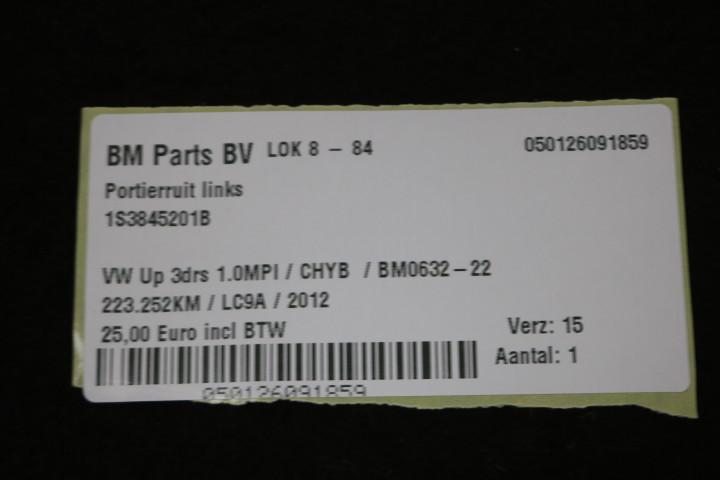 BM Parts BV LOK 8 - 84 050126091859
Portierruit links
1S3845201B
VW Up 3drs 1.0MPI / CHYB / BM0632-22
223.252KM / LC9A / 2012
25,00 Euro incl BTW Verz: 15
Aantal: 1
050126091859